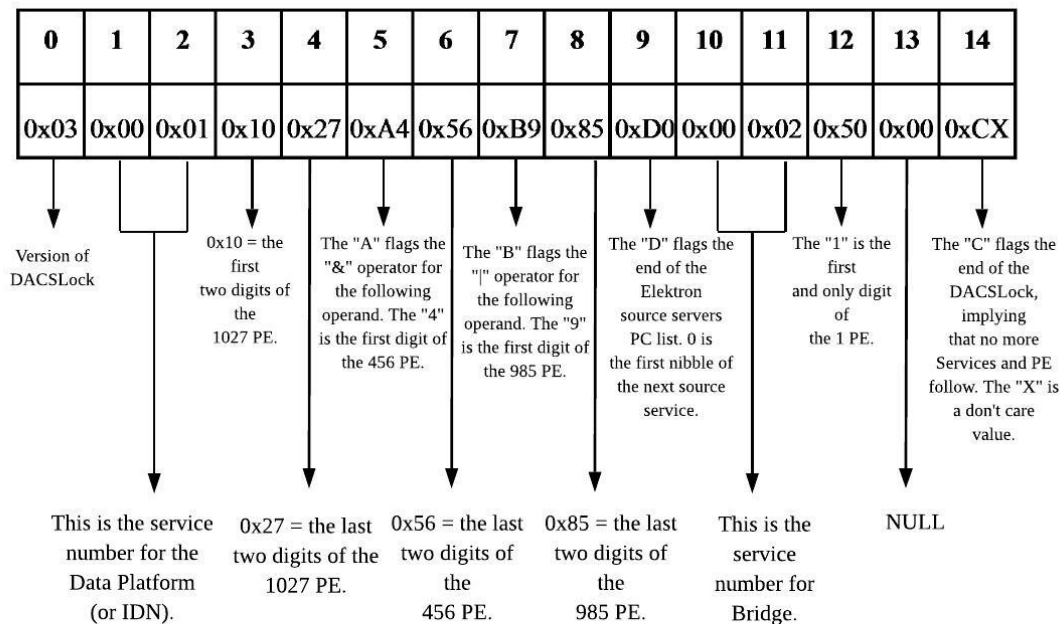 0 1 2 3 4 5 6 7 8 9 10 11 12 13 14
0x03 0x00 0x01 0x10 0x27 0xA4 0x56 0xB9 0x85 0xD0 0x00 0x02 0x50 0x00 0xCX
Version of
DACSLock
0x10 = the
first
two digits of
the
1027 PE.
The "A" flags the
"&" operator for
the following
operand. The "4"
is the first digit of
the 456 PE.
The "B" flags the
"|" operator for
the following
operand. The "9"
is the first digit of
the 985 PE.
The "D" flags the
end of the
Elektron
source servers
PC list. 0 is
the first nibble of
the next source
service.
The "1" is the
first
and only digit
of
the 1 PE.
The "C" flags the
end of the
DACSLock,
implying
that no more
Services and PE
follow. The "X" is
a don't care
value.
This is the service
number for the
Data Platform
(or IDN).
0x27 = the last
two digits of the
1027 PE.
0x56 = the last
two digits of
the
456 PE.
0x85 = the last
two digits of
the
985 PE.
This is the
service
number for
Bridge.
NULL